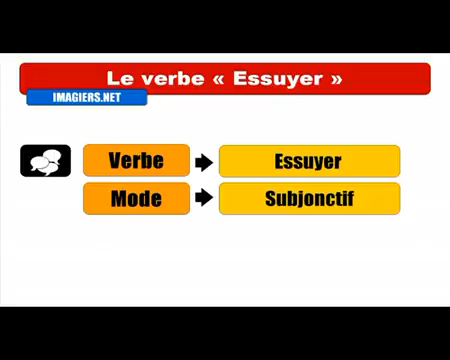 Le verbe « Essuyer »
IMAGIERS.NET
Verbe Essuyer
Mode Subjonctif